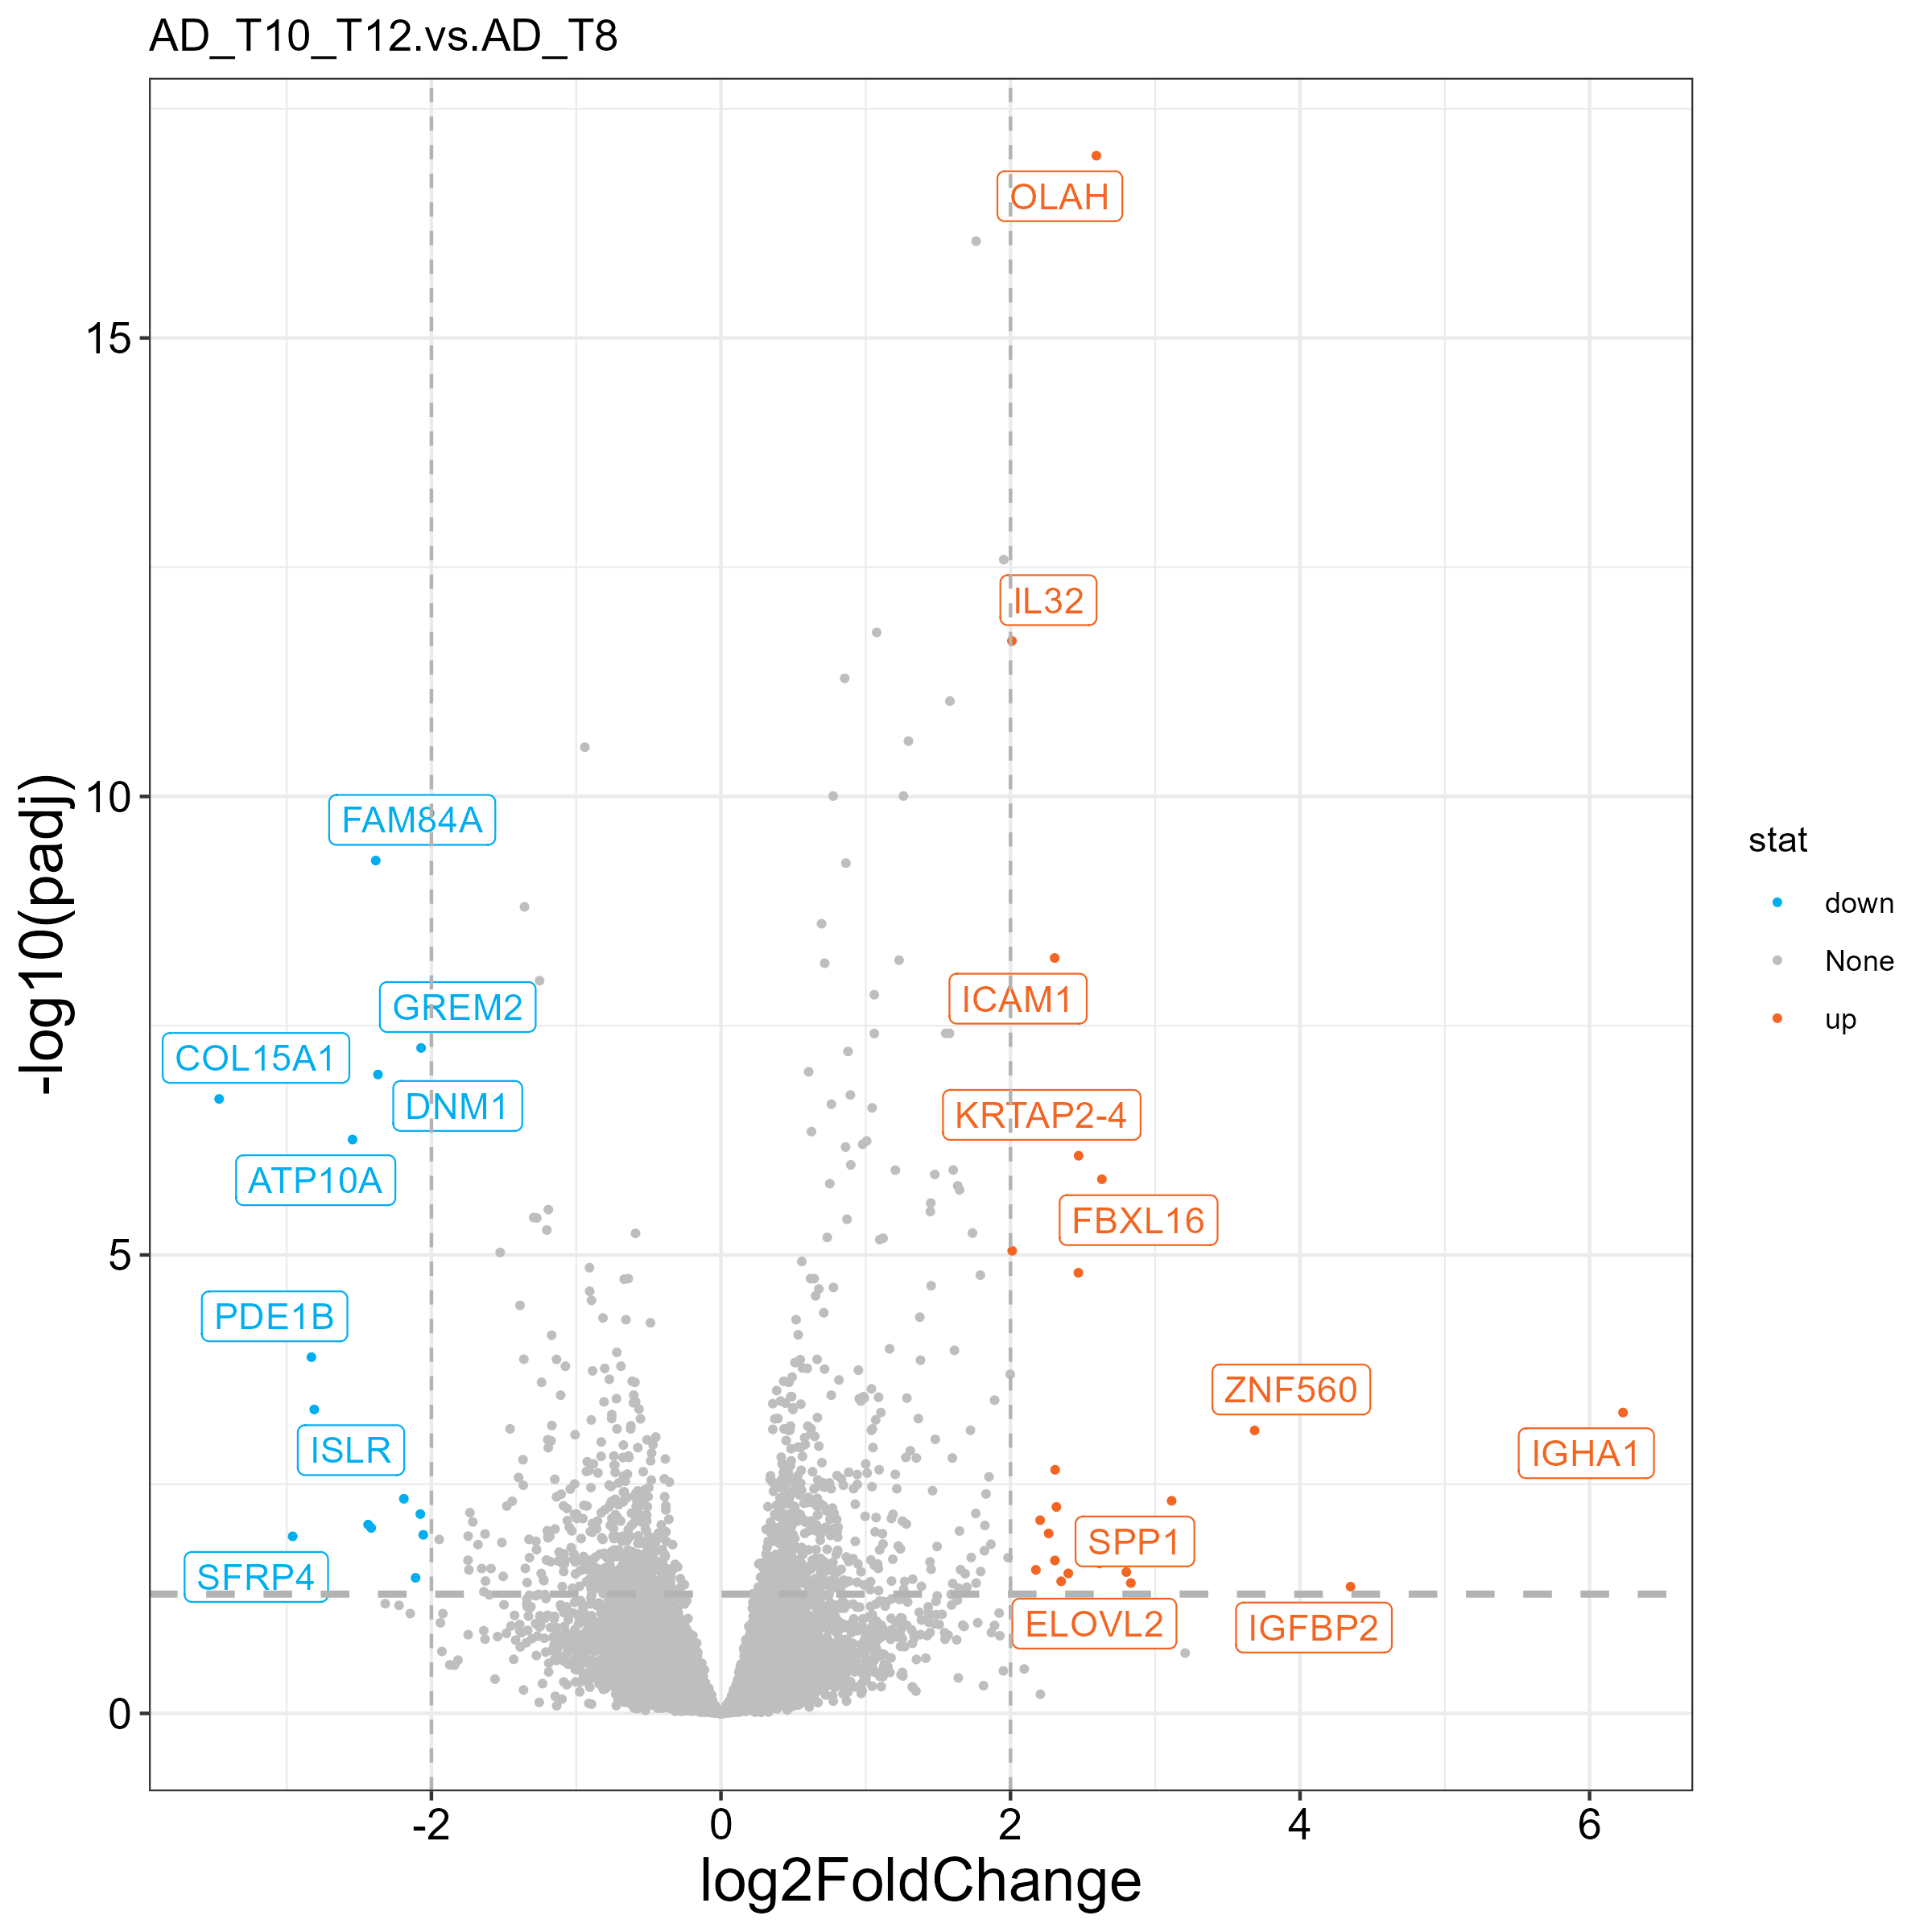 AD_T10_T12.vs.AD_T8
OLAH
15
IL32
10
FAM84A
stat
down
None
up
ICAM1
GREM2
COL15A1
DNM1
KRTAP2-4
ATP10A
FBXL16
5
PDE1B
ZNF560
ISLR
IGHA1
SPP1
SFRP4
ELOVL2
IGFBP2
0
-2
0
2
4
6
log2FoldChange
-log10(padj)